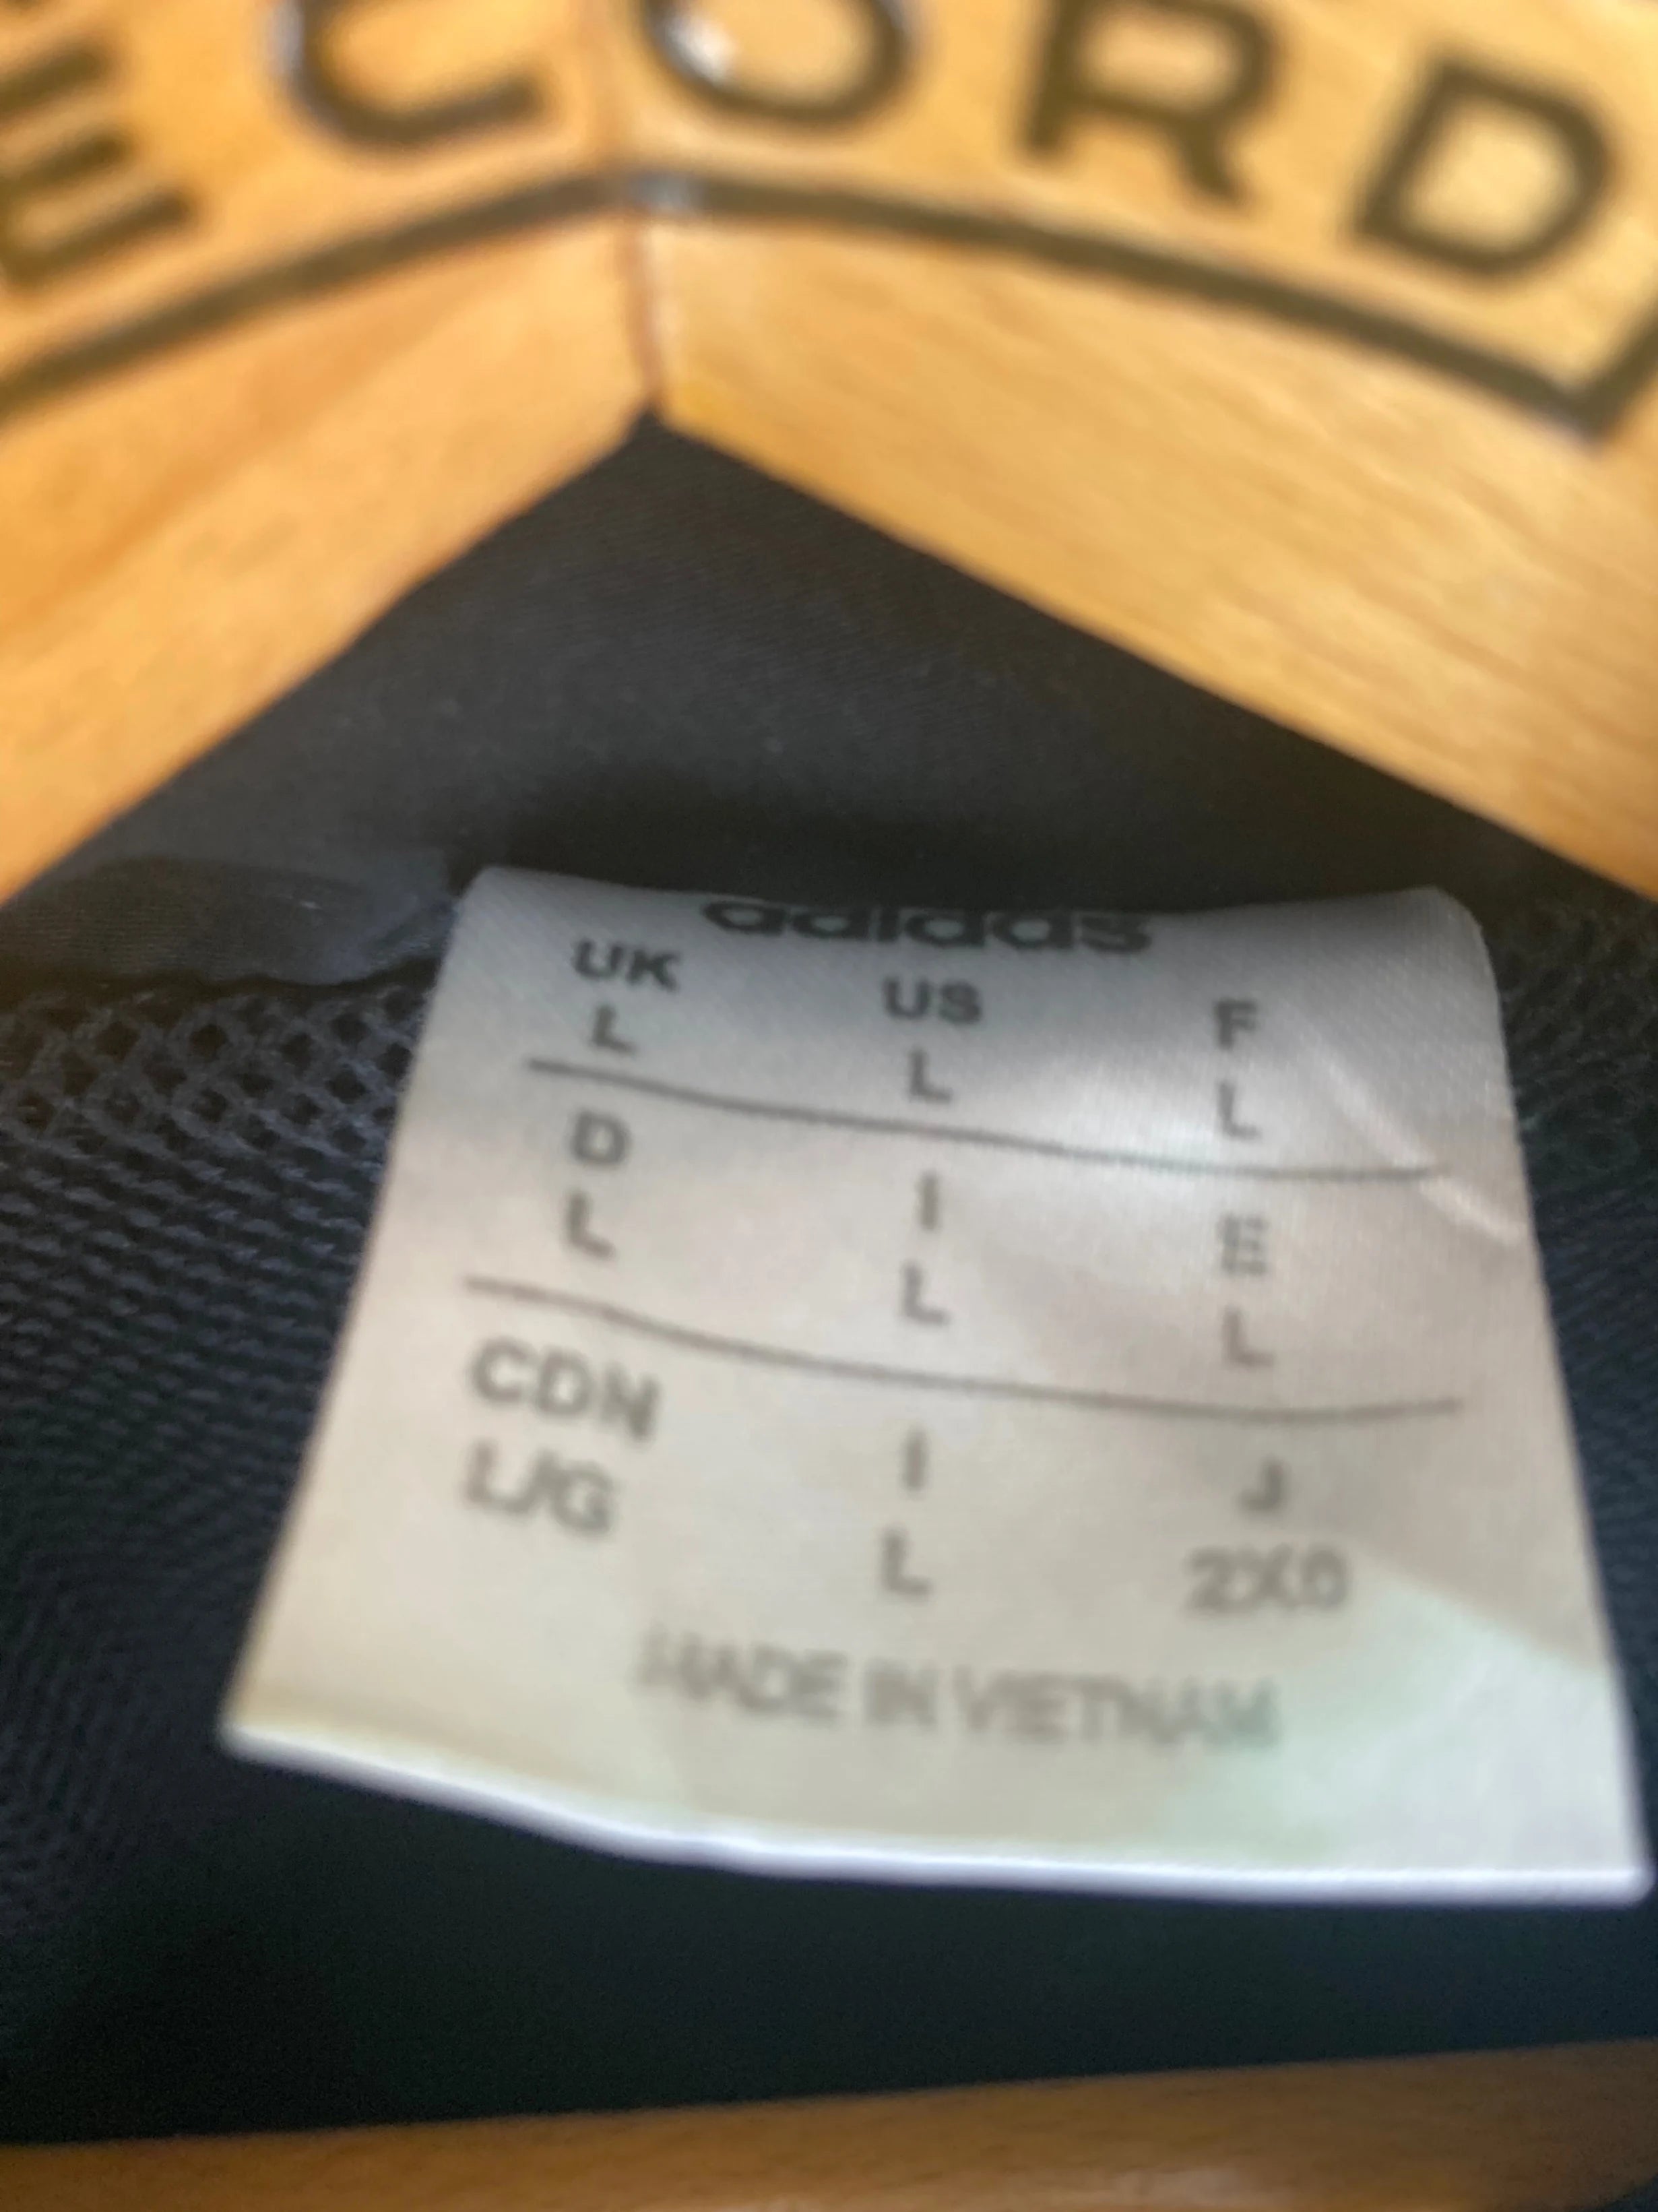 ECORD
adidas
UK US F
L L L
D I E
L L L
CDN I J
L/G L 2XO
MADE IN VIETNAM